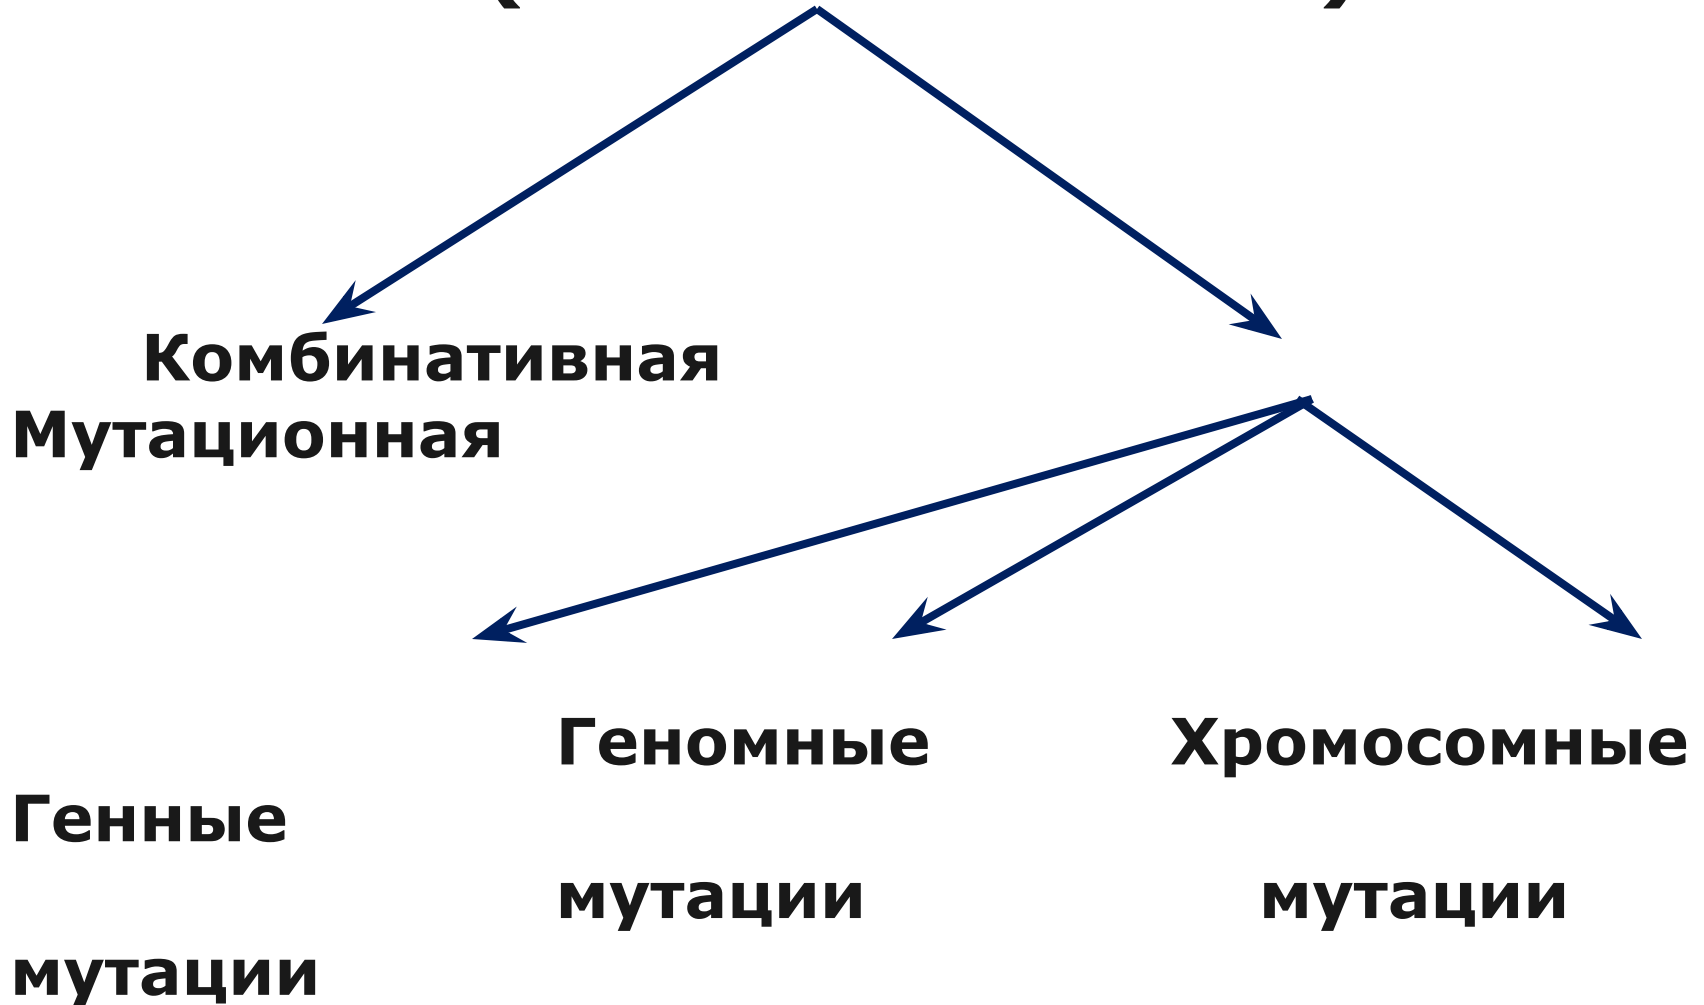 Комбинативная
Мутационная
Геномные Хромосомные
Генные
мутации мутации
мутации